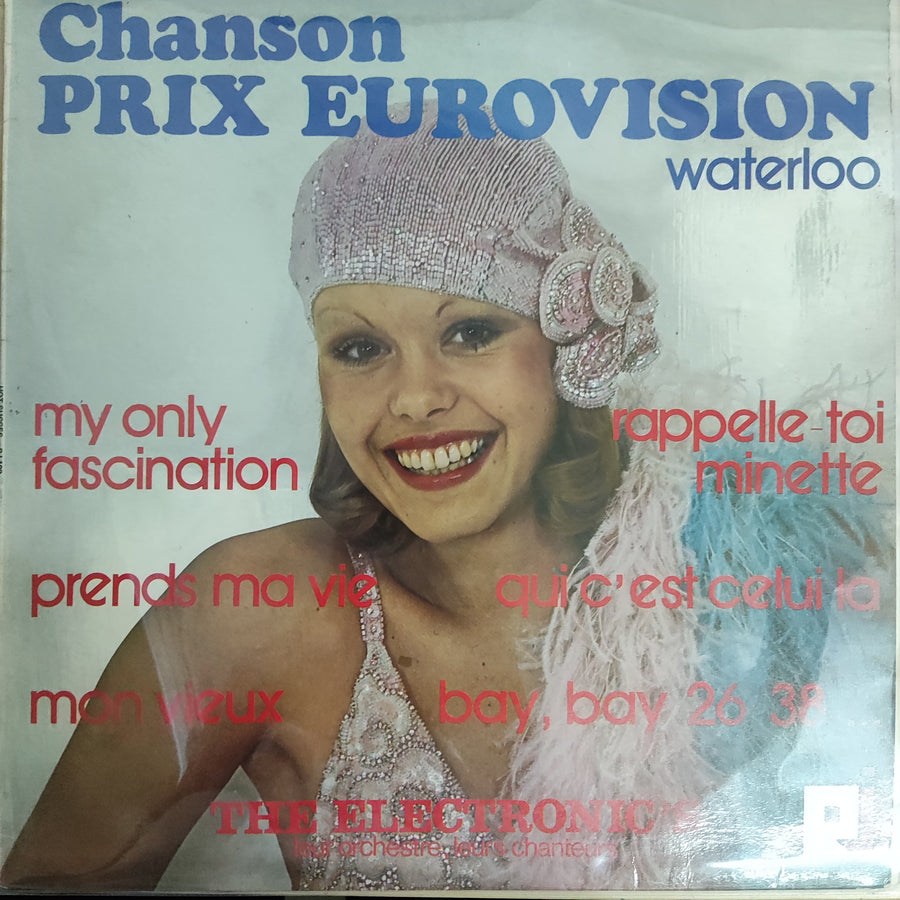 Chanson
PRIX EUROVISION
waterloo
my only
fascination
rappelle-toi
minette
prends ma vie
qui c'est celui la
mon vieux
bay, bay 26 38
THE ELECTRONIC'S
leur orchestre, leurs chanteurs